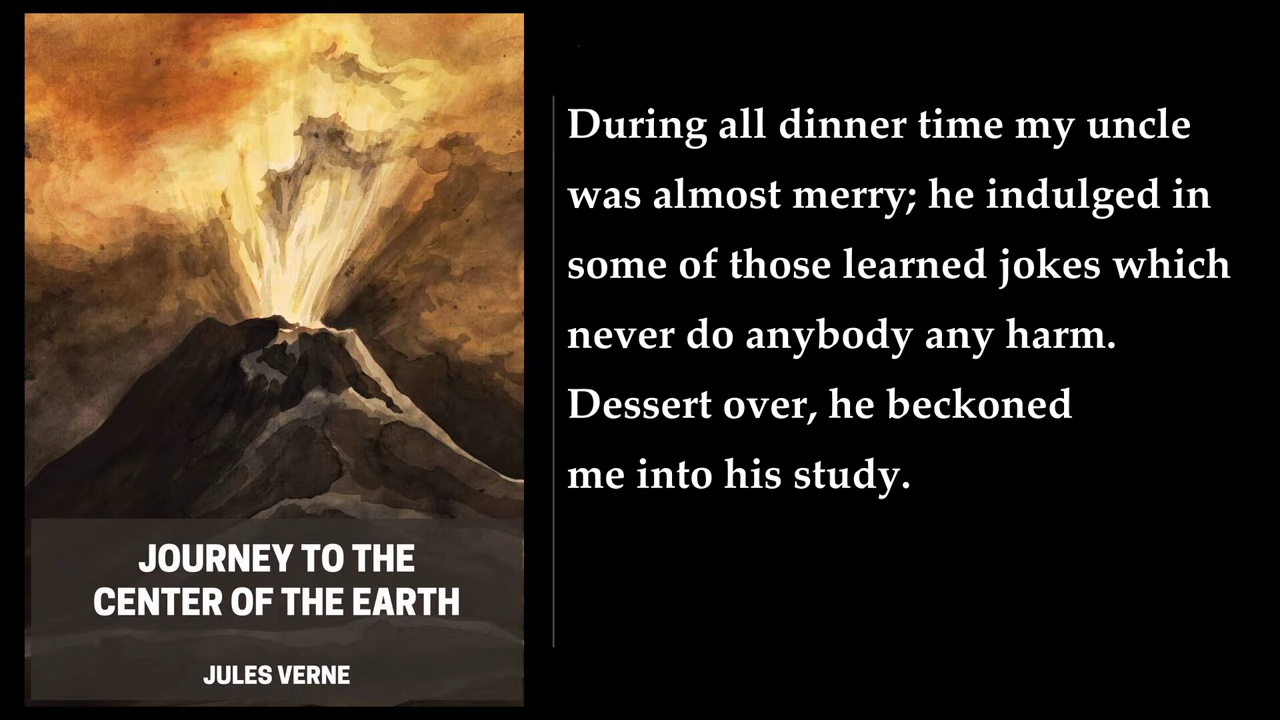 JOURNEY TO THE
CENTER OF THE EARTH
JULES VERNE
During all dinner time my uncle
was almost merry; he indulged in
some of those learned jokes which
never do anybody any harm.
Dessert over, he beckoned
me into his study.